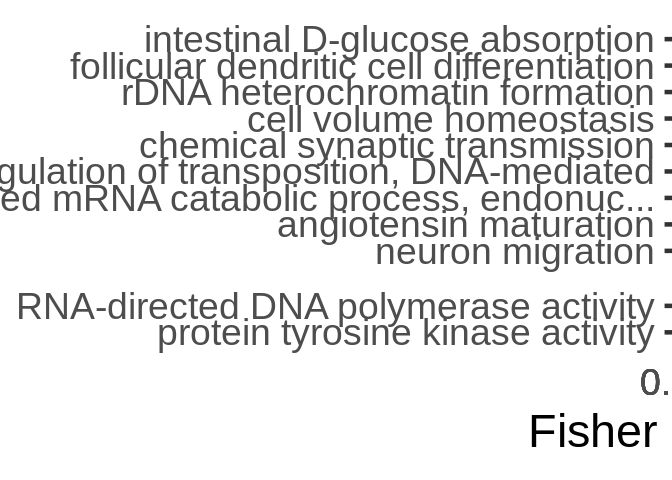 intestinal D-glucose absorption
follicular dendritic cell differentiation
rDNA heterochromatin formation
cell volume homeostasis
chemical synaptic transmission
gulation of transposition, DNA-mediated
ed mRNA catabolic process, endonuc...
angiotensin maturation
neuron migration
RNA-directed DNA polymerase activity
protein tyrosine kinase activity
0.
Fisher